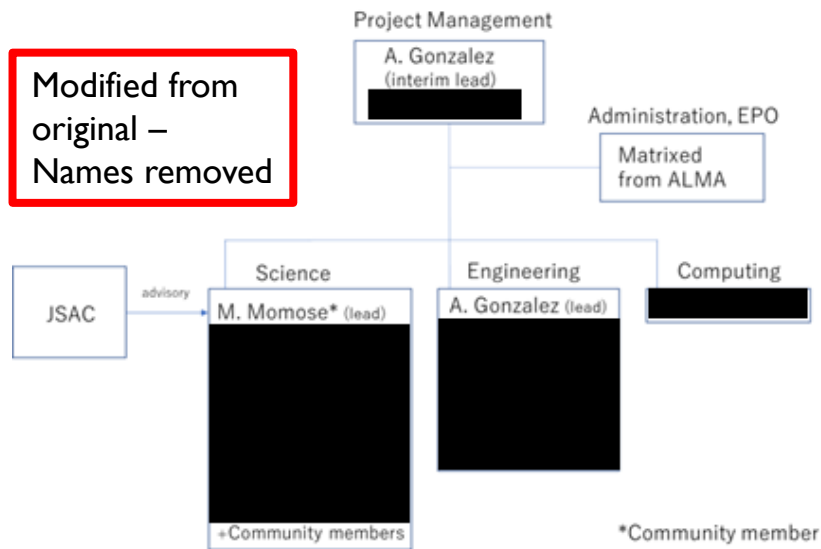 Project Management
A. Gonzalez
(interim lead)
Modified from
original –
Names removed
Administration, EPO
Matrixed
from ALMA
Science
Engineering
Computing
JSAC
advisory
M. Momose* (lead)
A. Gonzalez (lead)
+Community members
*Community member